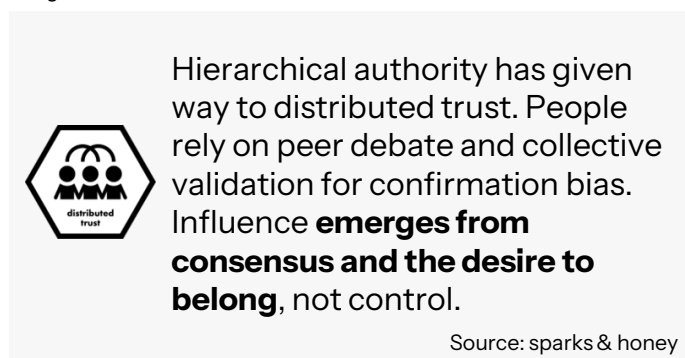 Hierarchical authority has given
way to distributed trust. People
rely on peer debate and collective
validation for confirmation bias.
Influence emerges from
consensus and the desire to
belong, not control.
distributed
trust
Source: sparks & honey